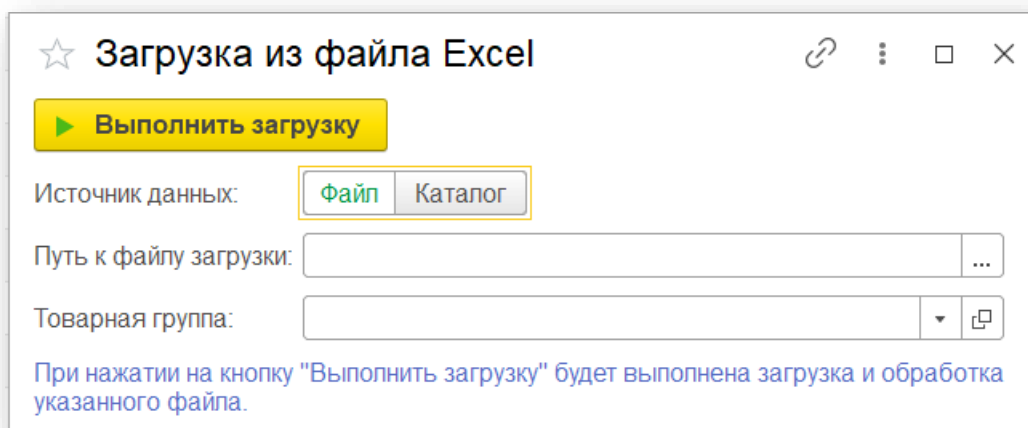 Загрузка из файла Excel
Выполнить загрузку
Источник данных: Файл Каталог
Путь к файлу загрузки: ...
Товарная группа:
При нажатии на кнопку "Выполнить загрузку" будет выполнена загрузка и обработка
указанного файла.